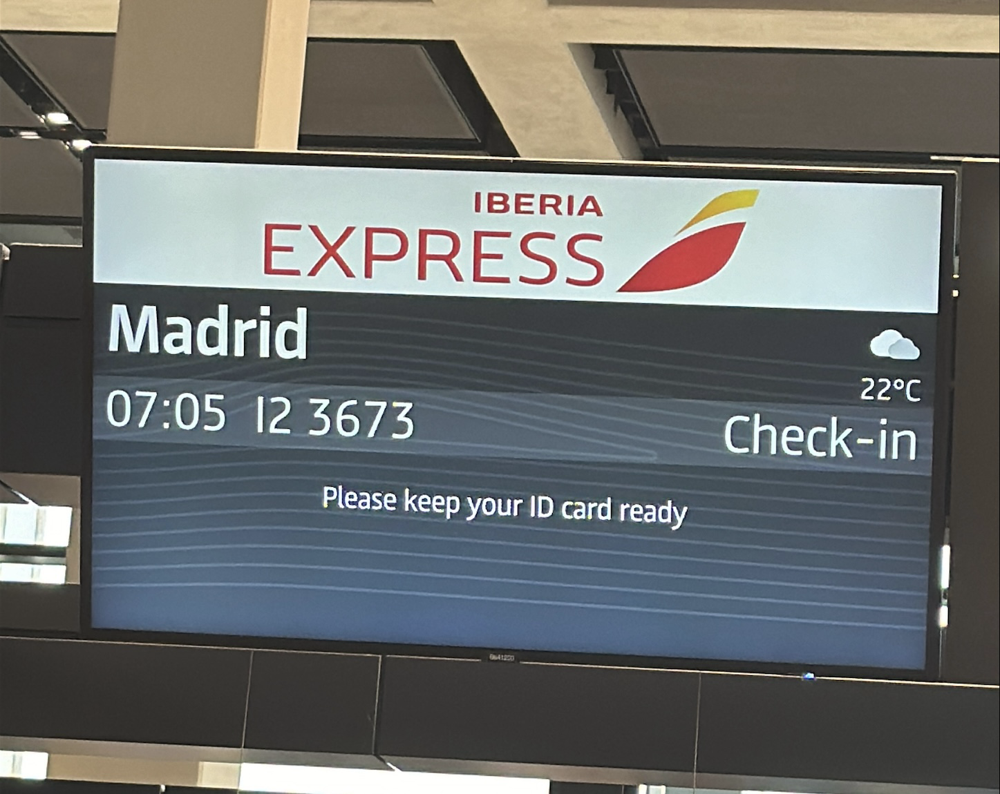 IBERIA
EXPRESS
Madrid
22°C
07:05 I2 3673
Check-in
Please keep your ID card ready